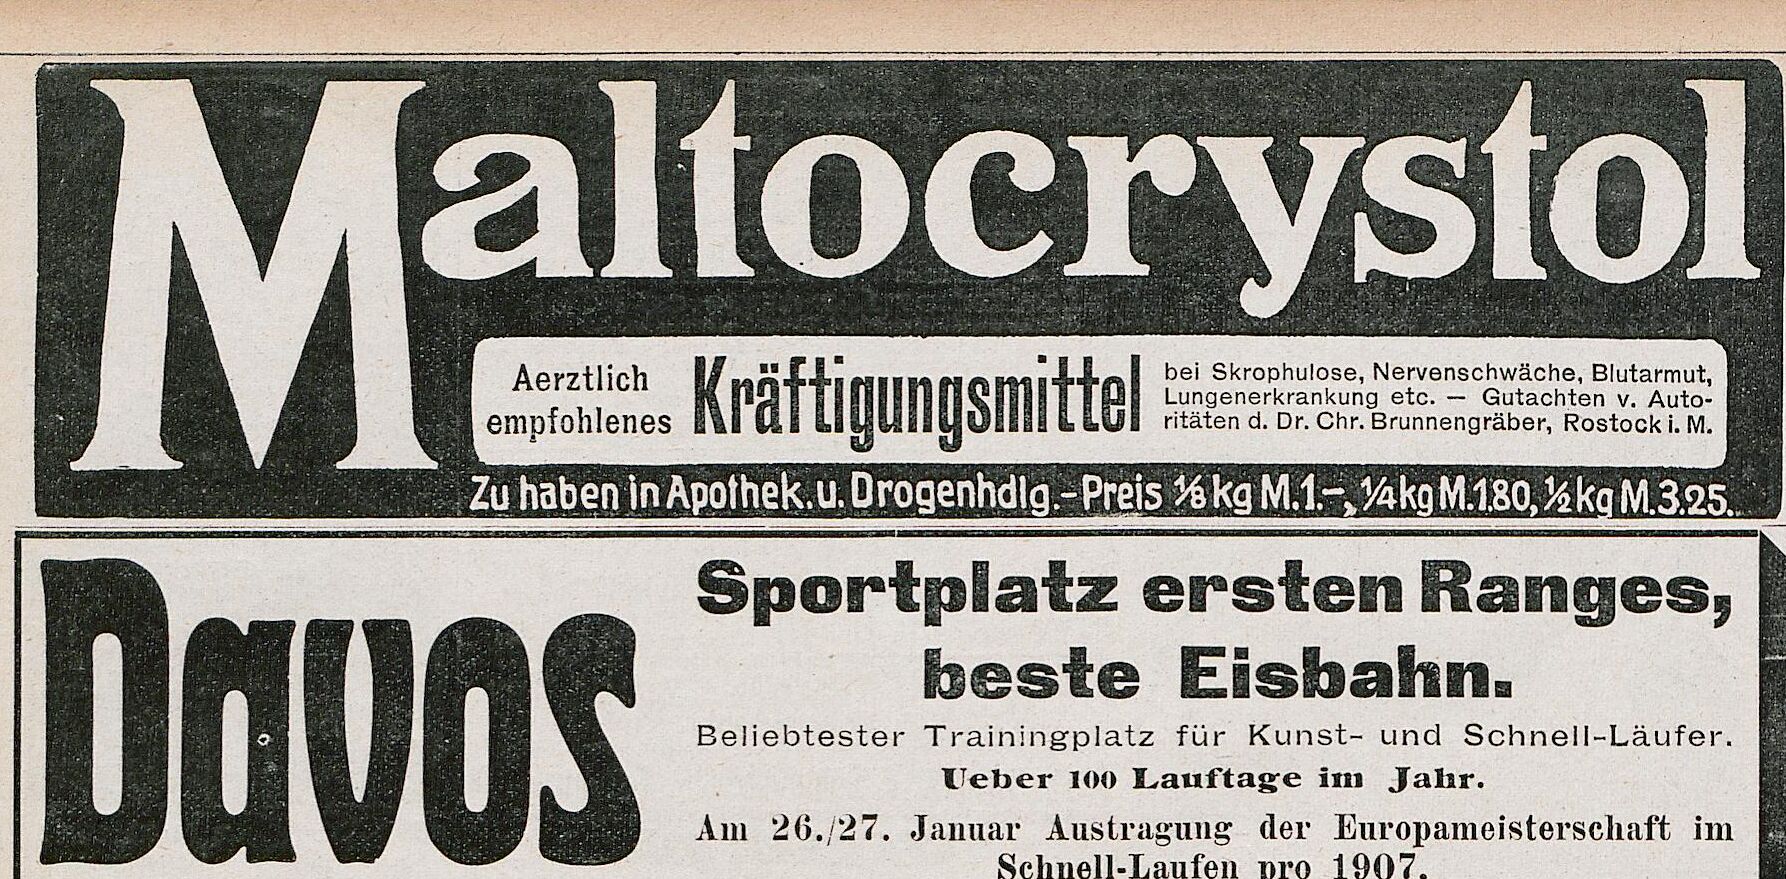 Maltocrystol
Aerztlich
empfohlenes
Kräftigungsmittel
bei Skrophulose, Nervenschwäche, Blutarmut,
Lungenerkrankung etc. — Gutachten v. Auto-
ritäten d. Dr. Chr. Brunnengräber, Rostock i. M.
Zu haben in Apothek. u. Drogenhdlg. - Preis ⅛ kg M.1.-, ¼ kg M.1.80, ½ kg M.3.25.
Davos
Sportplatz ersten Ranges,
beste Eisbahn.
Beliebtester Trainingplatz für Kunst- und Schnell-Läufer.
Ueber 100 Lauftage im Jahr.
Am 26./27. Januar Austragung der Europameisterschaft im
Schnell-Laufen pro 1907.